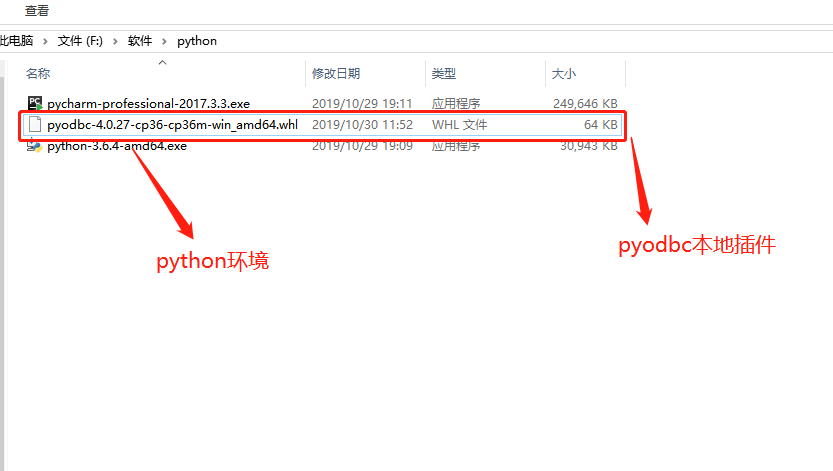 查看
此电脑 > 文件 (F:) > 软件 > python
名称 修改日期 类型 大小
pycharm-professional-2017.3.3.exe 2019/10/29 19:11 应用程序 249,646 KB
pyodbc-4.0.27-cp36-cp36m-win_amd64.whl 2019/10/30 11:52 WHL 文件 64 KB
python-3.6.4-amd64.exe 2019/10/29 19:09 应用程序 30,943 KB
pyodbc本地插件
python环境